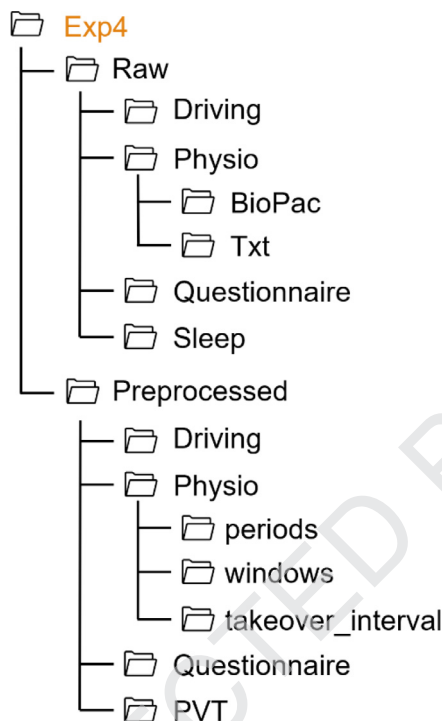 Exp4
Raw
Driving
Physio
BioPac
Txt
Questionnaire
Sleep
Preprocessed
Driving
Physio
periods
windows
takeover_interval
Questionnaire
PVT